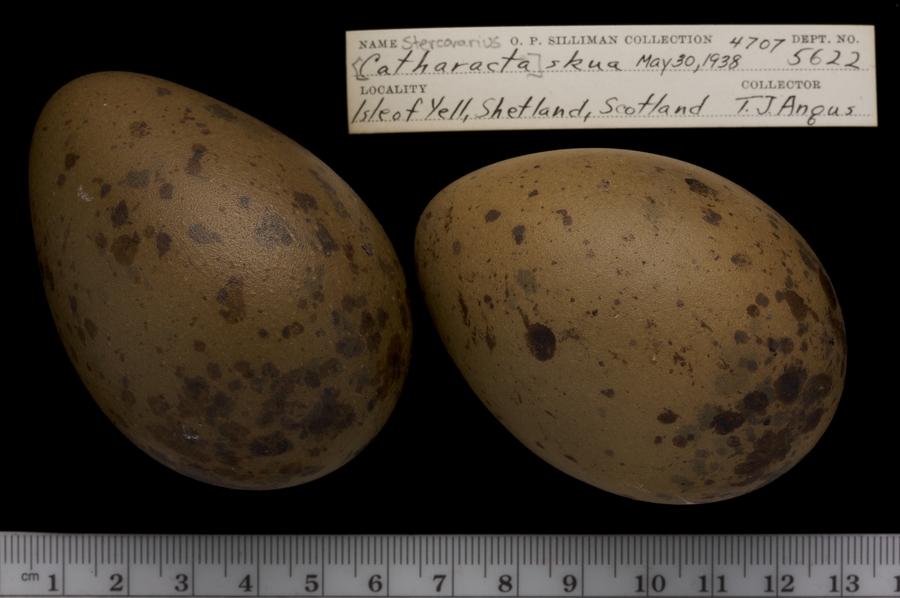 NAME Stercorarius O. P. SILLIMAN COLLECTION 4707 DEPT. NO.
[Catharacta] skua May 30, 1938 5622
LOCALITY COLLECTOR
Isle of Yell, Shetland, Scotland T. J. Angus
cm 1 2 3 4 5 6 7 8 9 10 11 12 13 1